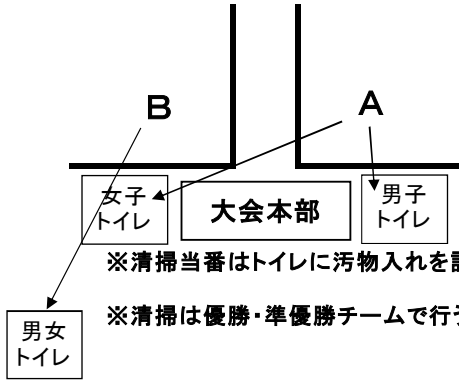 B
A
女子
トイレ
大会本部
男子
トイレ
※清掃当番はトイレに汚物入れを
男女
トイレ
※清掃は優勝・準優勝チームで行う